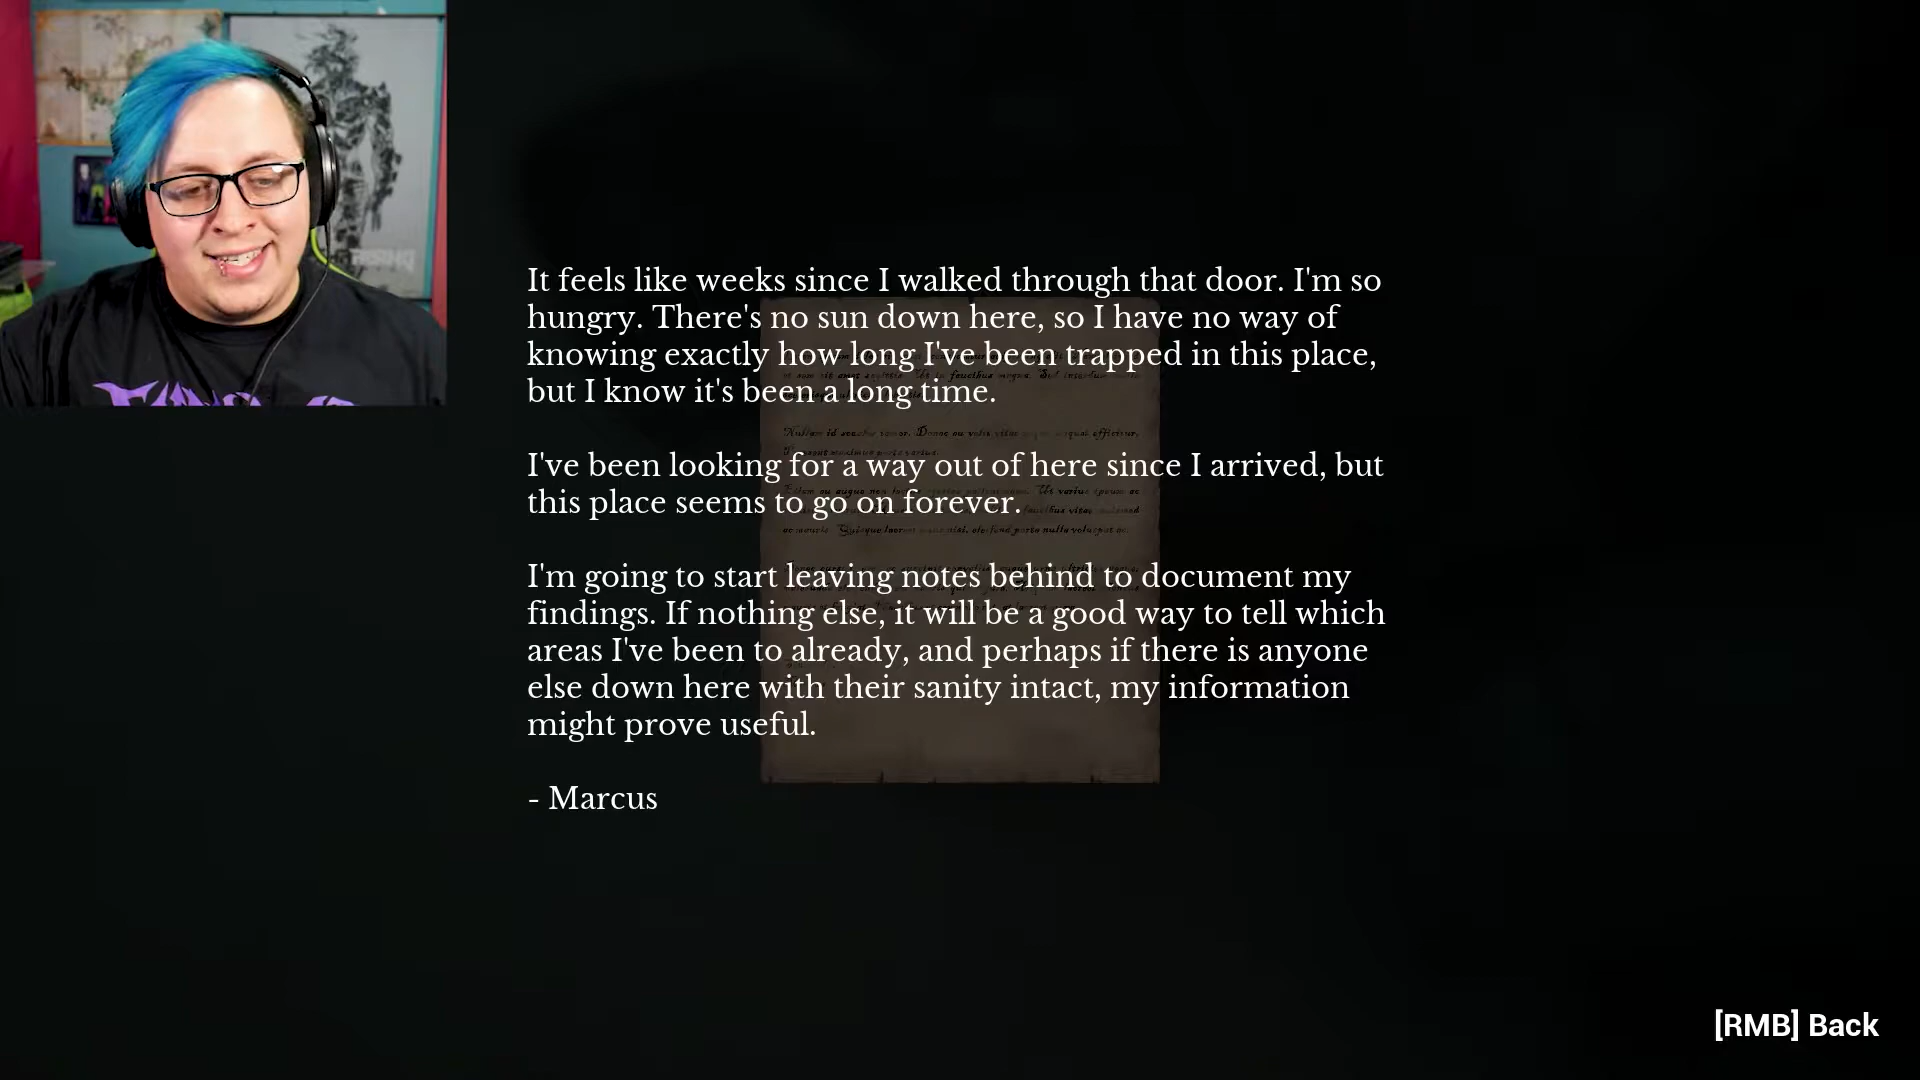 It feels like weeks since I walked through that door. I'm so
hungry. There's no sun down here, so I have no way of
knowing exactly how long I've been trapped in this place,
but I know it's been a long time.
I've been looking for a way out of here since I arrived, but
this place seems to go on forever.
I'm going to start leaving notes behind to document my
findings. If nothing else, it will be a good way to tell which
areas I've been to already, and perhaps if there is anyone
else down here with their sanity intact, my information
might prove useful.
- Marcus
[RMB] Back